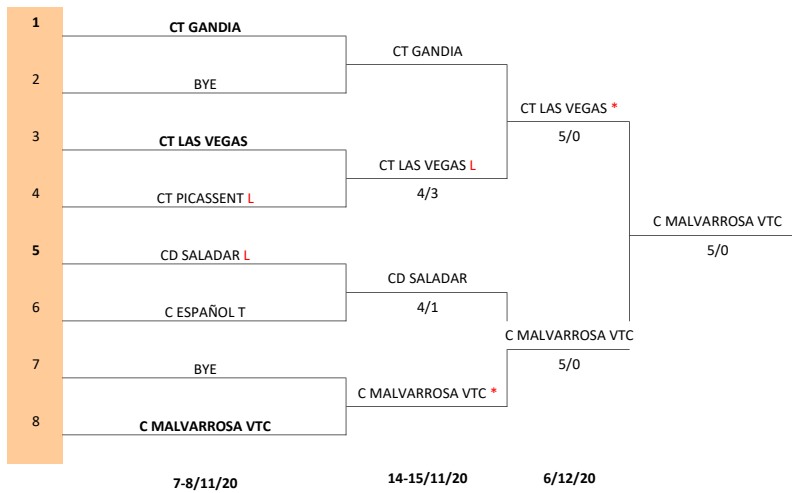 1
CT GANDIA
CT GANDIA
2
BYE
CT LAS VEGAS *
3
CT LAS VEGAS
5/0
CT LAS VEGAS L
4
CT PICASSENT L
4/3
C MALVARROSA VTC
5
CD SALADAR L
5/0
CD SALADAR
6
C ESPAÑOL T
4/1
C MALVARROSA VTC
7
BYE
5/0
C MALVARROSA VTC *
8
C MALVARROSA VTC
7-8/11/20
14-15/11/20
6/12/20